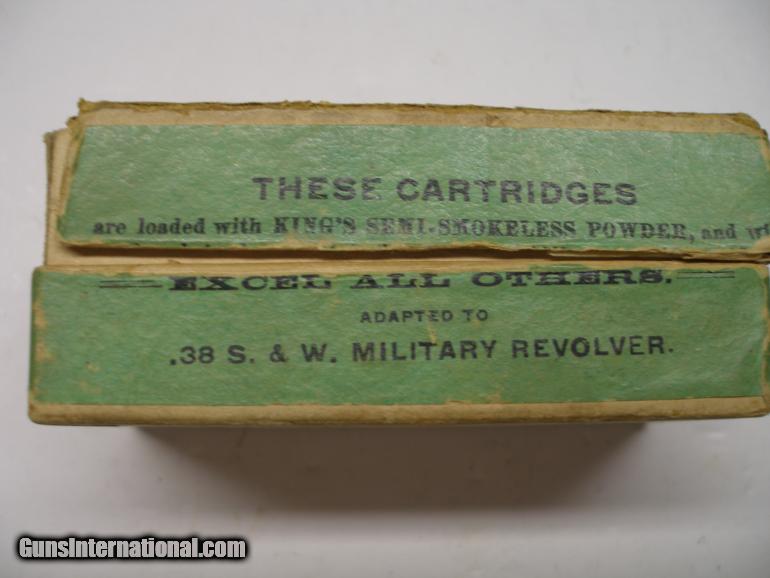 THESE CARTRIDGES
are loaded with KING'S SEMI-SMOKELESS POWDER, and
EXCEL ALL OTHERS.
ADAPTED TO
.38 S. & W. MILITARY REVOLVER.
GunsInternational.com